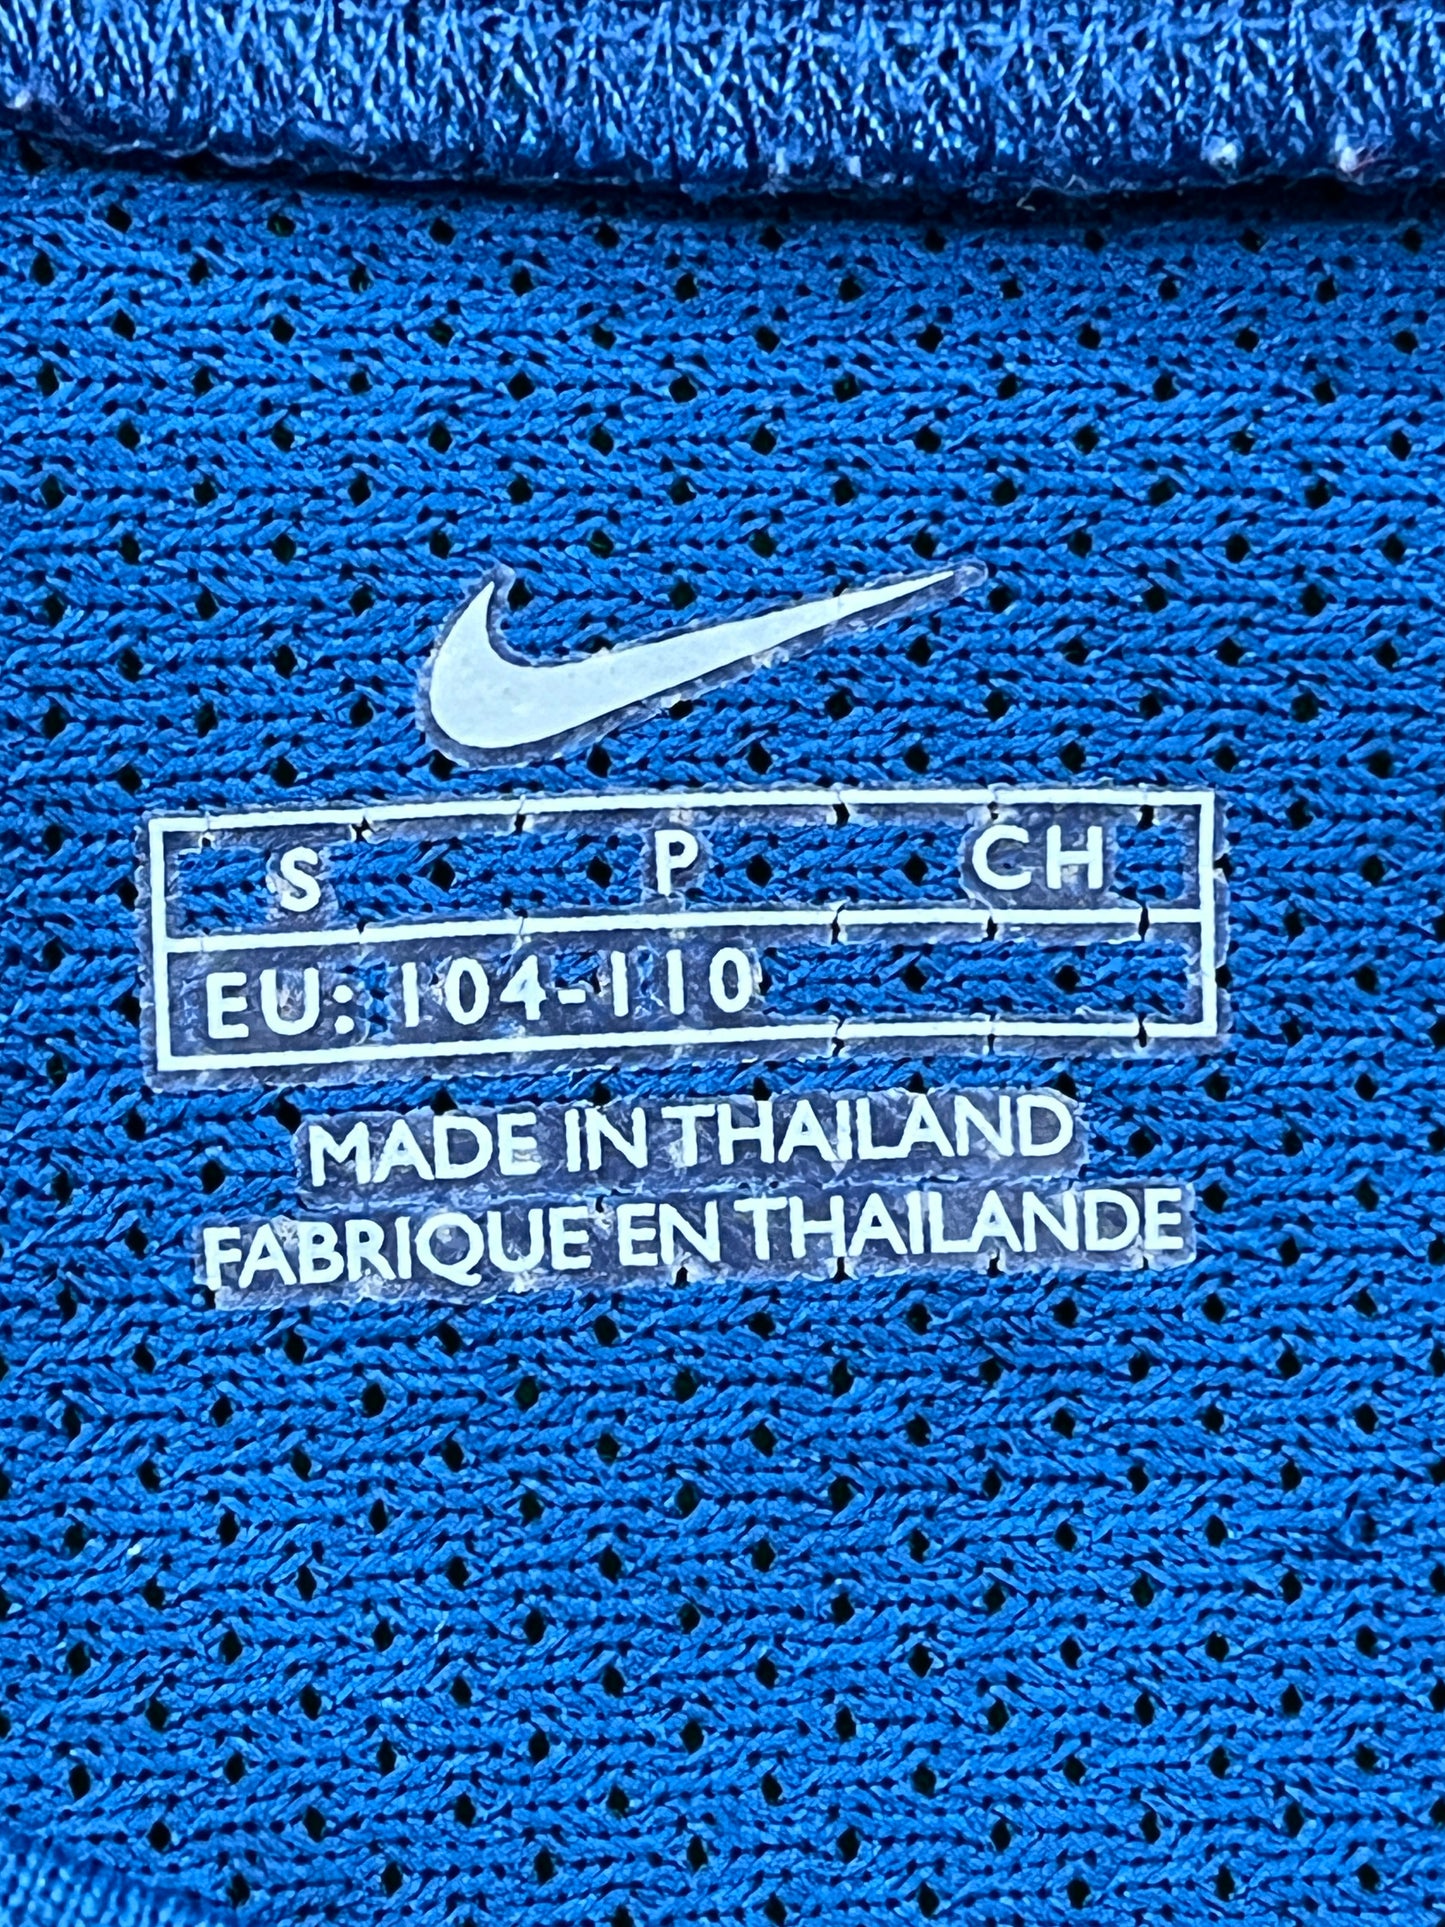 S P CH
EU: 104-110
MADE IN THAILAND
FABRIQUE EN THAILANDE